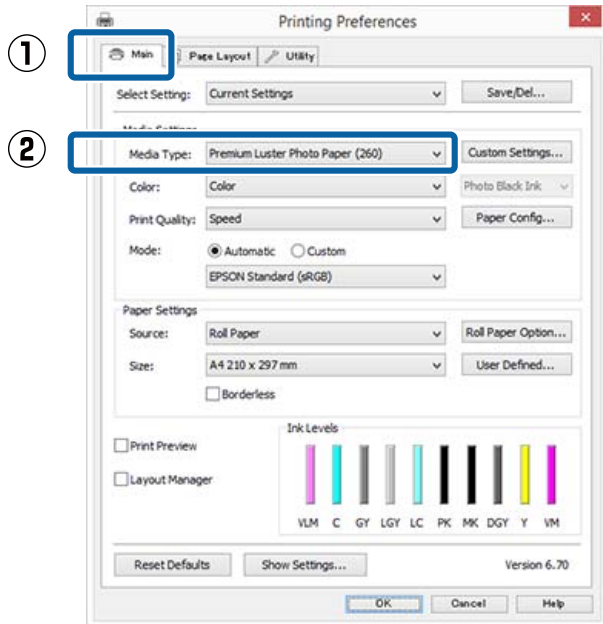 Printing Preferences
①
Main Page Layout Utility
Select Setting: Current Settings Save/Del...
Media Settings
②
Media Type: Premium Luster Photo Paper (260) Custom Settings...
Color: Color Photo Black Ink
Print Quality: Speed Paper Config...
Mode: Automatic Custom
EPSON Standard (sRGB)
Paper Settings
Source: Roll Paper Roll Paper Option...
Size: A4 210 x 297 mm User Defined...
Borderless
Ink Levels
Print Preview
Layout Manager
VLM C GY LGY LC PK MK DGY Y VM
Reset Defaults Show Settings... Version 6.70
OK Cancel Help